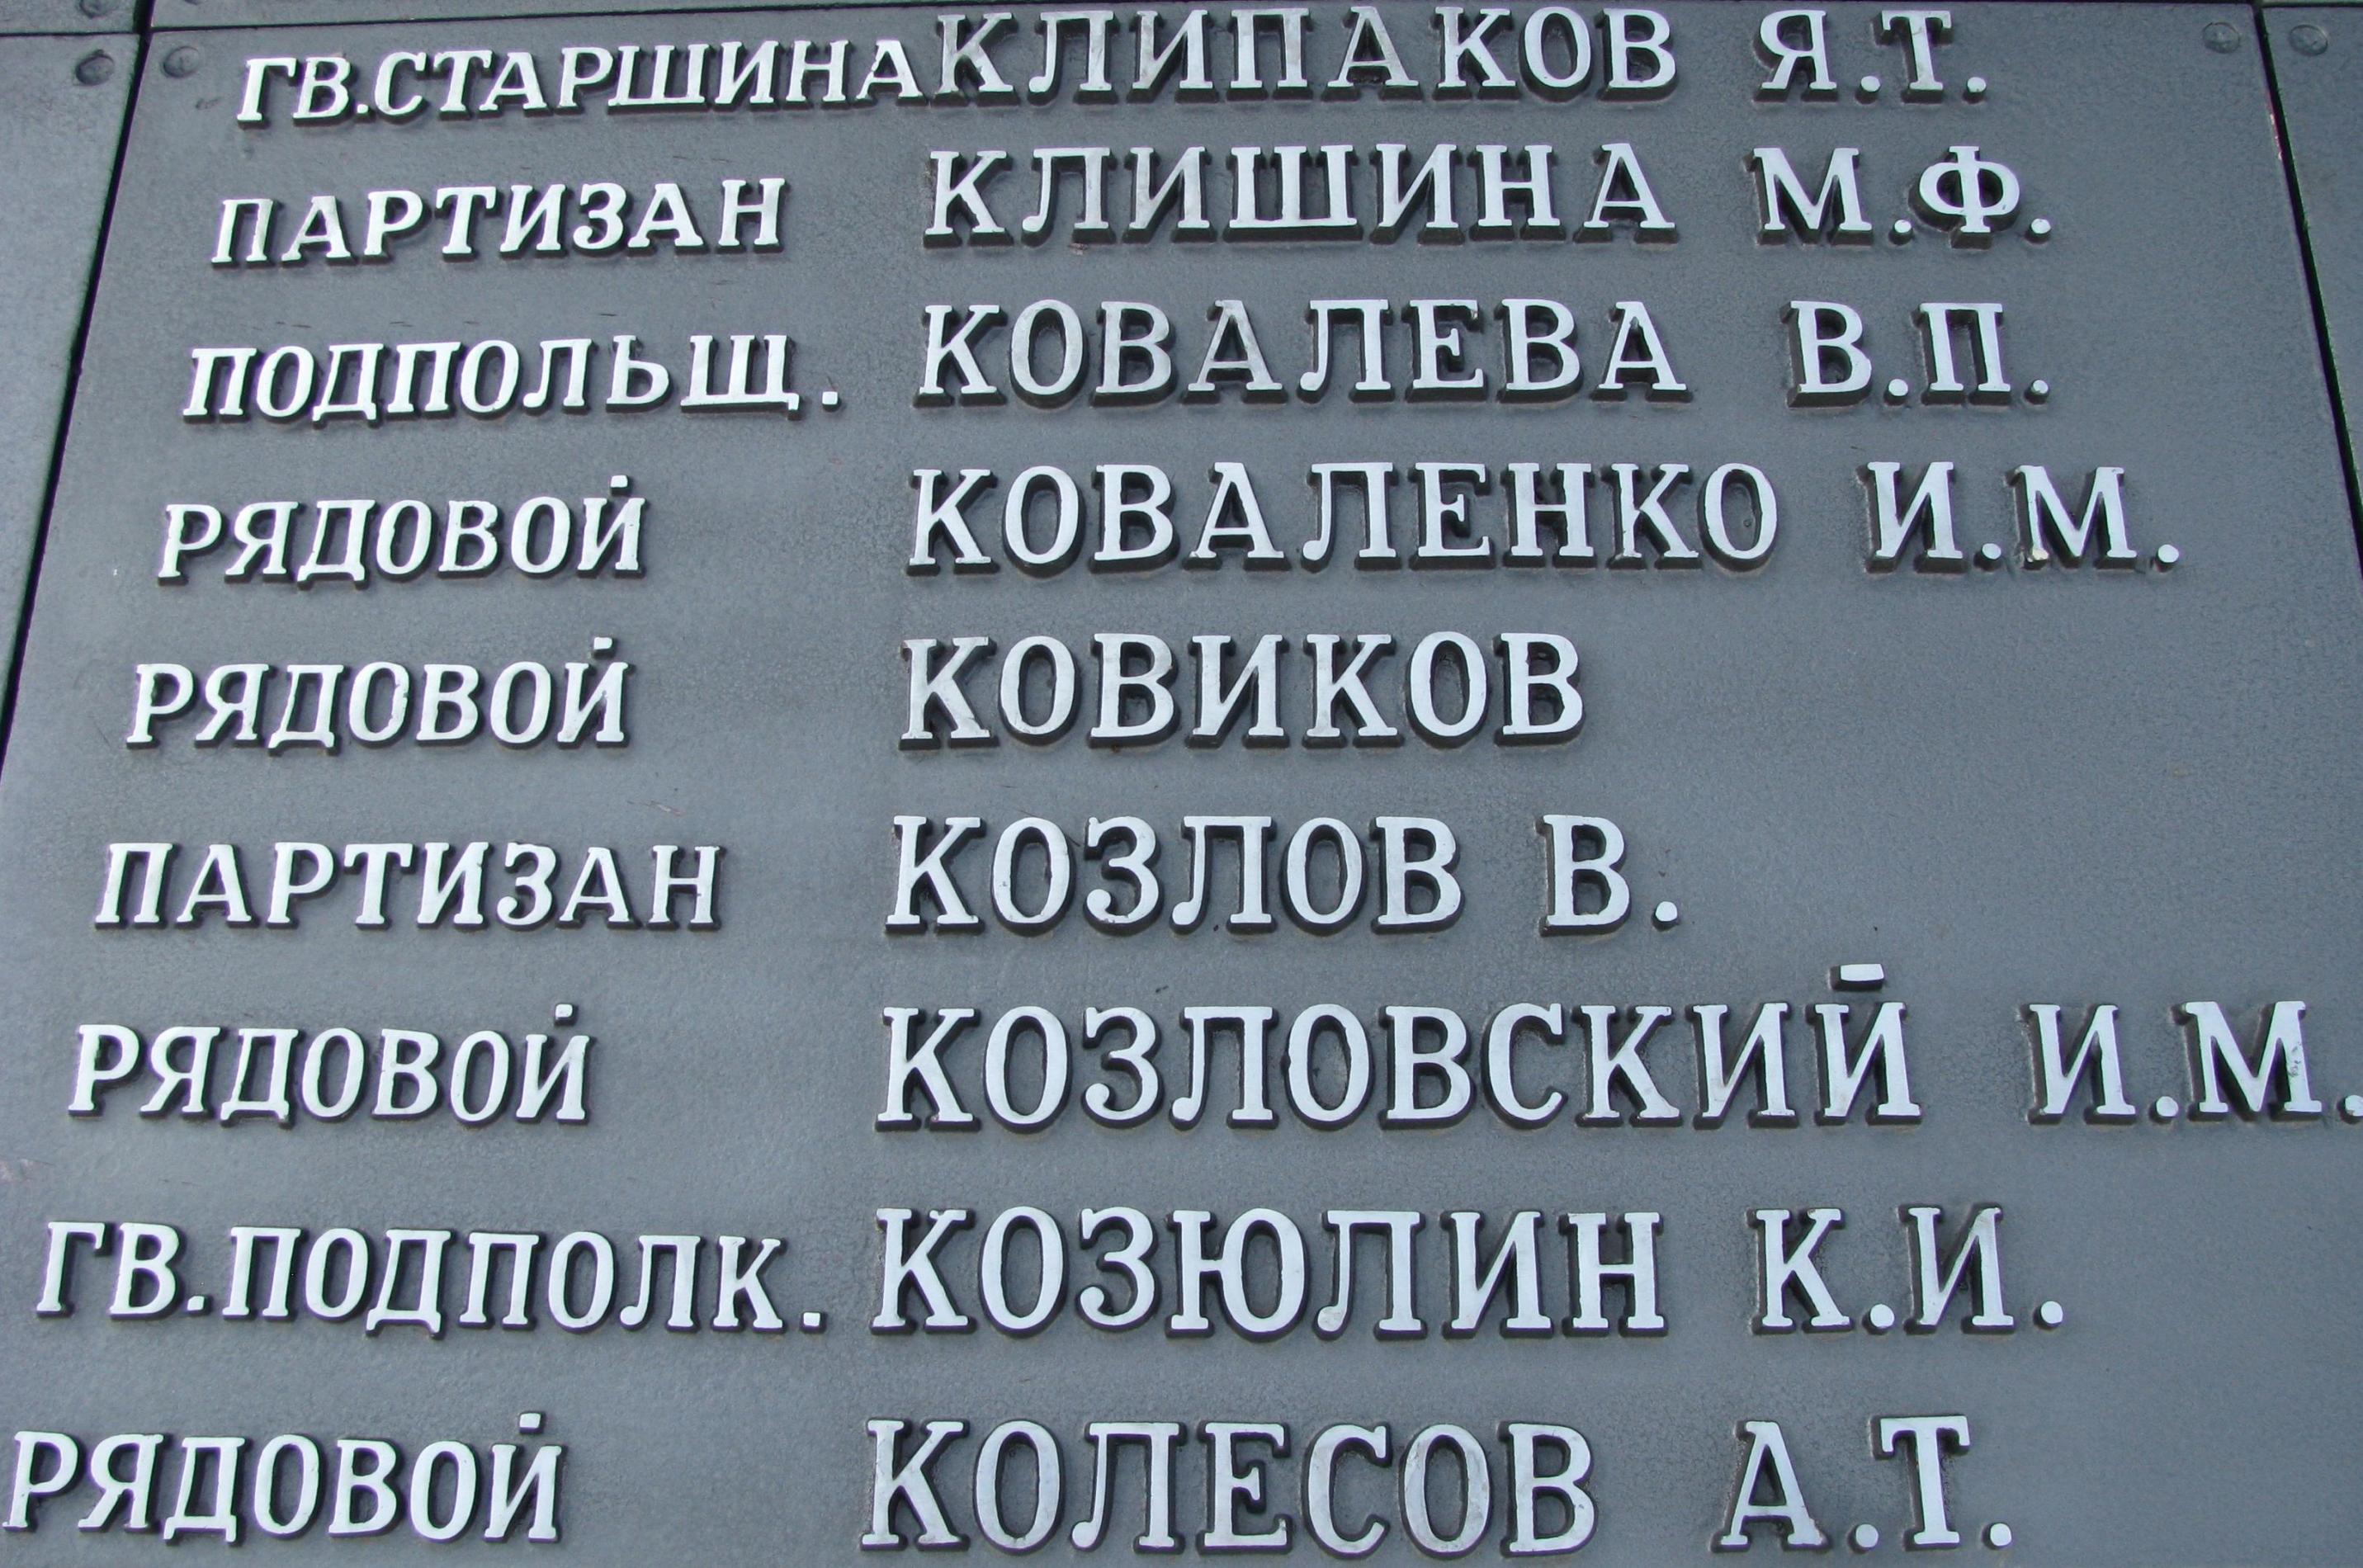 ГВ.СТАРШИНА КЛИПАКОВ Я.Т.
ПАРТИЗАН КЛИШИНА М.Ф.
ПОДПОЛЬЩ. КОВАЛЕВА В.П.
РЯДОВОЙ КОВАЛЕНКО И.М.
РЯДОВОЙ КОВИКОВ
ПАРТИЗАН КОЗЛОВ В.
РЯДОВОЙ КОЗЛОВСКИЙ И.М.
ГВ.ПОДПОЛК. КОЗЮЛИН К.И.
РЯДОВОЙ КОЛЕСОВ А.Т.